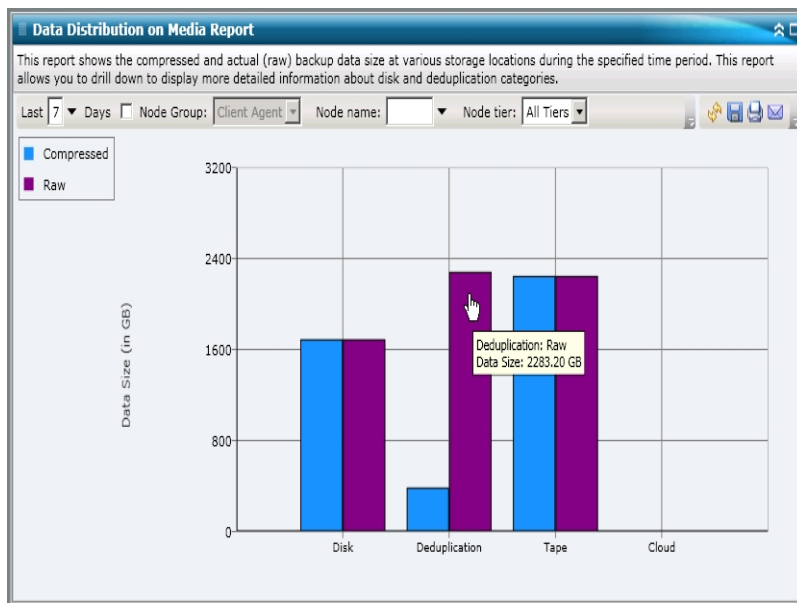 Data Distribution on Media Report
This report shows the compressed and actual (raw) backup data size at various storage locations during the specified time period. This report
allows you to drill down to display more detailed information about disk and deduplication categories.
Last 7 Days Node Group: Client Agent Node name: Node tier: All Tiers
Compressed
Raw
3200
2400
1600
800
0
Data Size (in GB)
Deduplication: Raw
Data Size: 2283.20 GB
Disk Deduplication Tape Cloud